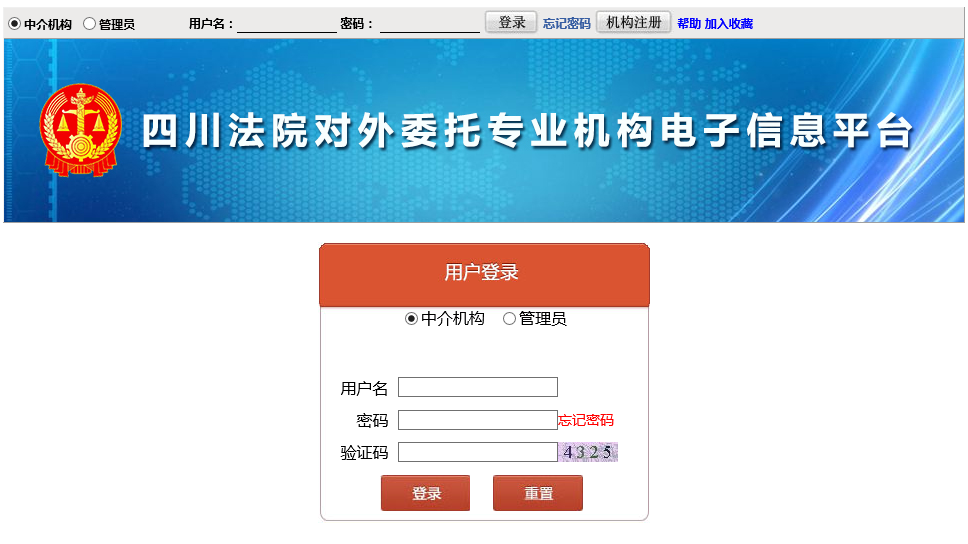 中介机构 管理员 用户名： 密码： 登录 忘记密码 机构注册 帮助 加入收藏
四川法院对外委托专业机构电子信息平台
用户登录
中介机构 管理员
用户名
密码 忘记密码
验证码 4325
登录 重置